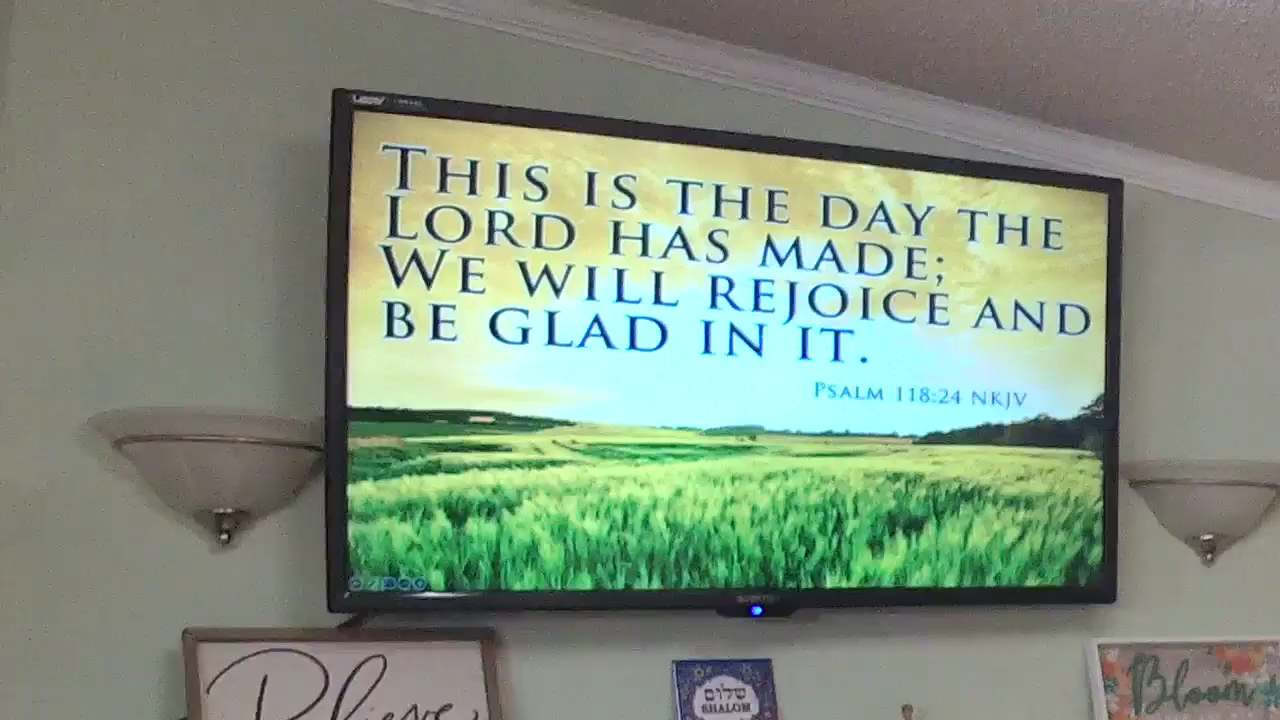 THIS IS THE DAY THE
LORD HAS MADE;
WE WILL REJOICE AND
BE GLAD IN IT.
PSALM 118:24 NKJV
שלום
SHALOM
Bloom